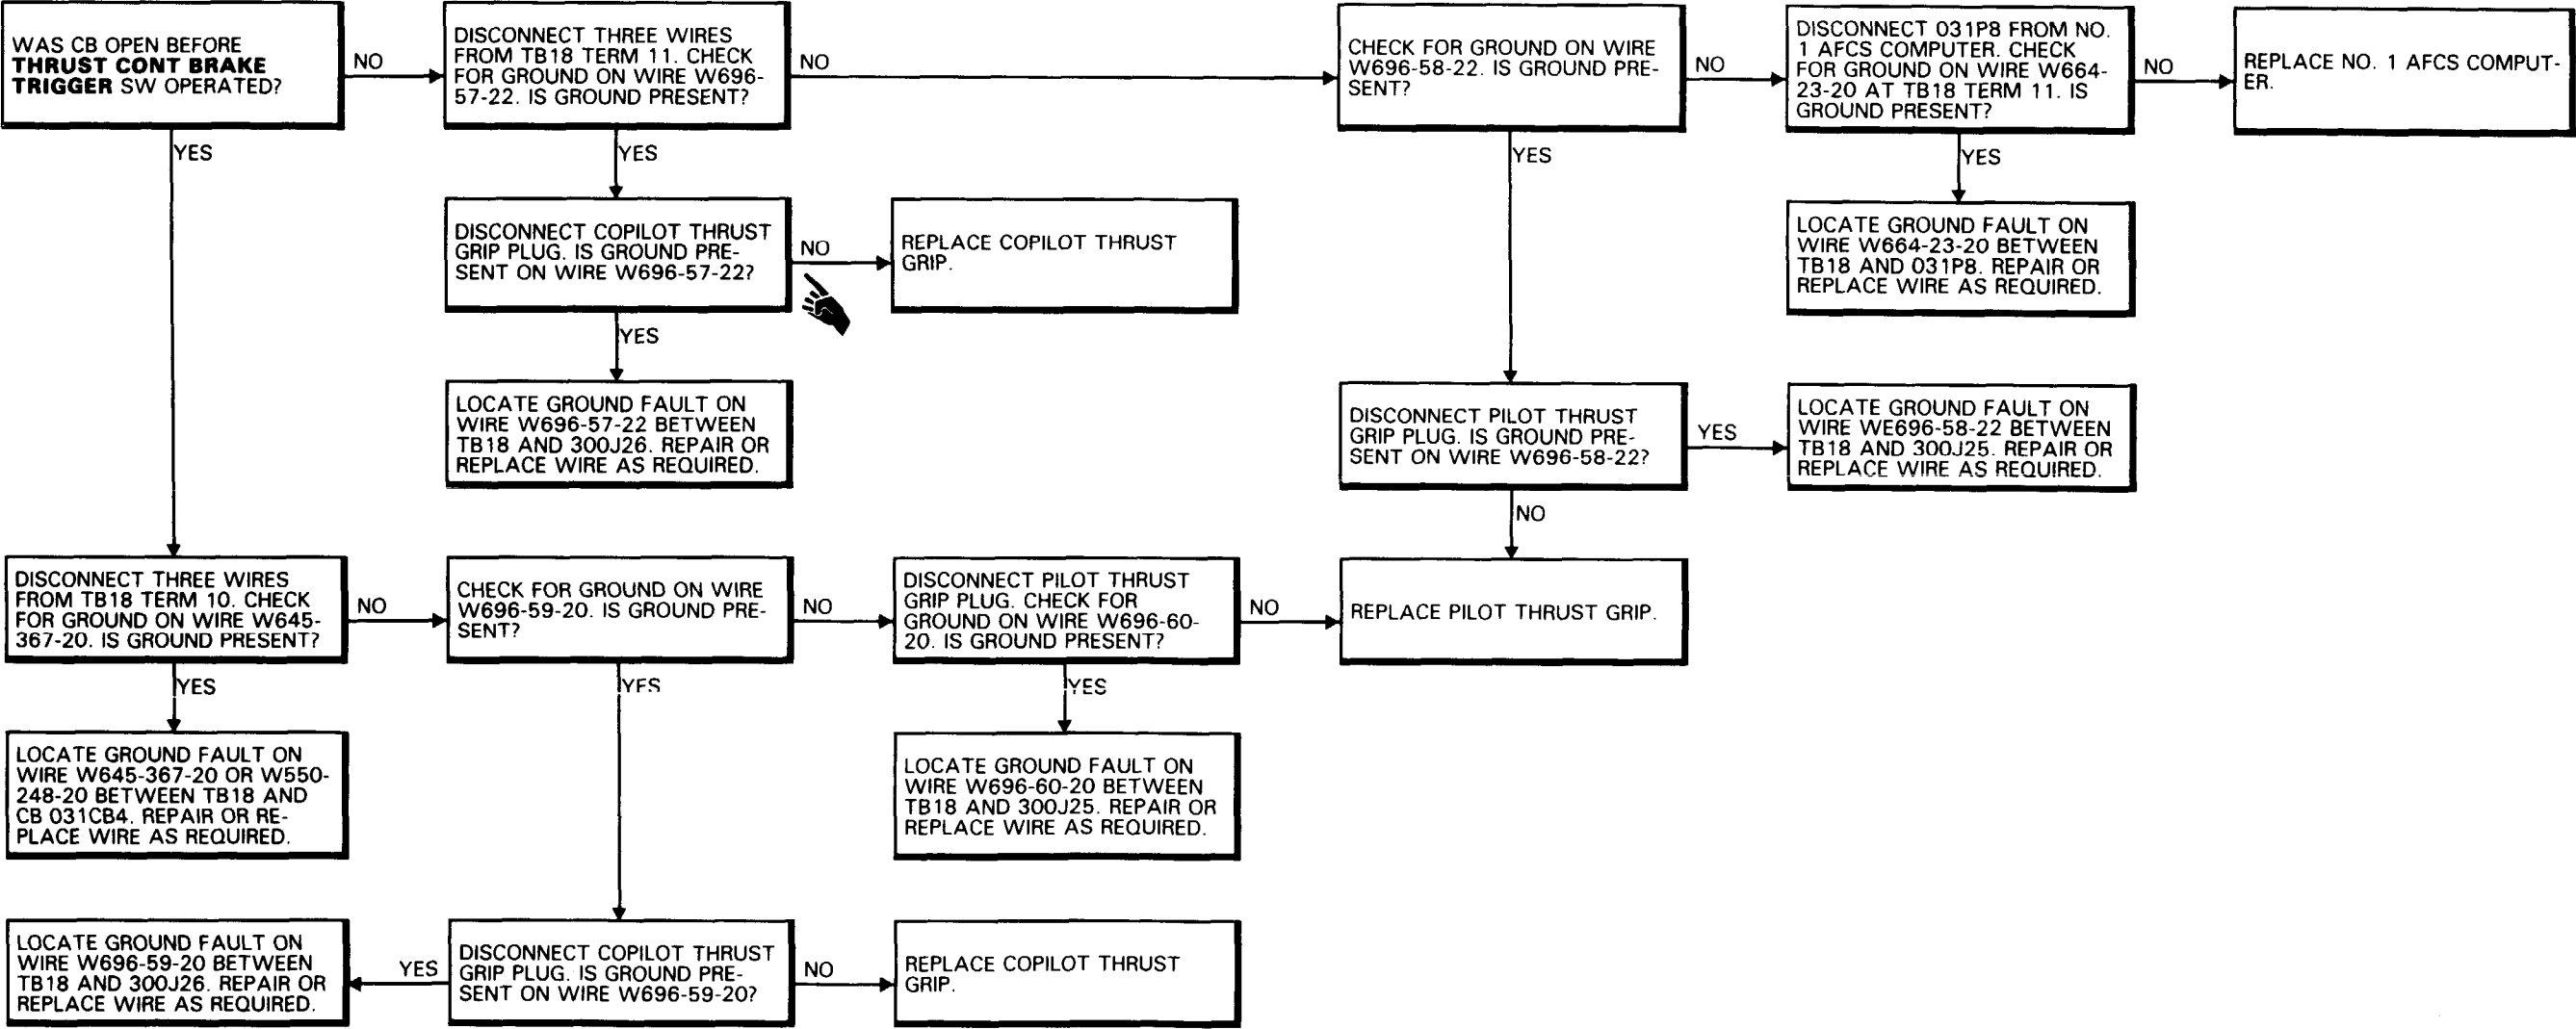 WAS CB OPEN BEFORE
THRUST CONT BRAKE
TRIGGER SW OPERATED?
NO
YES
DISCONNECT THREE WIRES
FROM TB18 TERM 11. CHECK
FOR GROUND ON WIRE W696-
57-22. IS GROUND PRESENT?
NO
YES
CHECK FOR GROUND ON WIRE
W696-58-22. IS GROUND PRE-
SENT?
NO
YES
DISCONNECT 031P8 FROM NO.
1 AFCS COMPUTER. CHECK
FOR GROUND ON WIRE W664-
23-20 AT TB18 TERM 11. IS
GROUND PRESENT?
NO
YES
REPLACE NO. 1 AFCS COMPUT-
ER.
DISCONNECT COPILOT THRUST
GRIP PLUG. IS GROUND PRE-
SENT ON WIRE W696-57-22?
NO
YES
REPLACE COPILOT THRUST
GRIP.
LOCATE GROUND FAULT ON
WIRE W664-23-20 BETWEEN
TB18 AND 031P8. REPAIR OR
REPLACE WIRE AS REQUIRED.
LOCATE GROUND FAULT ON
WIRE W696-57-22 BETWEEN
TB18 AND 300J26. REPAIR OR
REPLACE WIRE AS REQUIRED.
DISCONNECT PILOT THRUST
GRIP PLUG. IS GROUND PRE-
SENT ON WIRE W696-58-22?
YES
NO
LOCATE GROUND FAULT ON
WIRE WE696-58-22 BETWEEN
TB18 AND 300J25. REPAIR OR
REPLACE WIRE AS REQUIRED.
DISCONNECT THREE WIRES
FROM TB18 TERM 10. CHECK
FOR GROUND ON WIRE W645-
367-20. IS GROUND PRESENT?
NO
YES
CHECK FOR GROUND ON WIRE
W696-59-20. IS GROUND PRE-
SENT?
NO
YES
DISCONNECT PILOT THRUST
GRIP PLUG. CHECK FOR
GROUND ON WIRE W696-60-
20. IS GROUND PRESENT?
NO
YES
REPLACE PILOT THRUST GRIP.
LOCATE GROUND FAULT ON
WIRE W645-367-20 OR W550-
248-20 BETWEEN TB18 AND
CB 031CB4. REPAIR OR RE-
PLACE WIRE AS REQUIRED.
LOCATE GROUND FAULT ON
WIRE W696-60-20 BETWEEN
TB18 AND 300J25. REPAIR OR
REPLACE WIRE AS REQUIRED.
LOCATE GROUND FAULT ON
WIRE W696-59-20 BETWEEN
TB18 AND 300J26. REPAIR OR
REPLACE WIRE AS REQUIRED.
YES
DISCONNECT COPILOT THRUST
GRIP PLUG. IS GROUND PRE-
SENT ON WIRE W696-59-20?
NO
REPLACE COPILOT THRUST
GRIP.